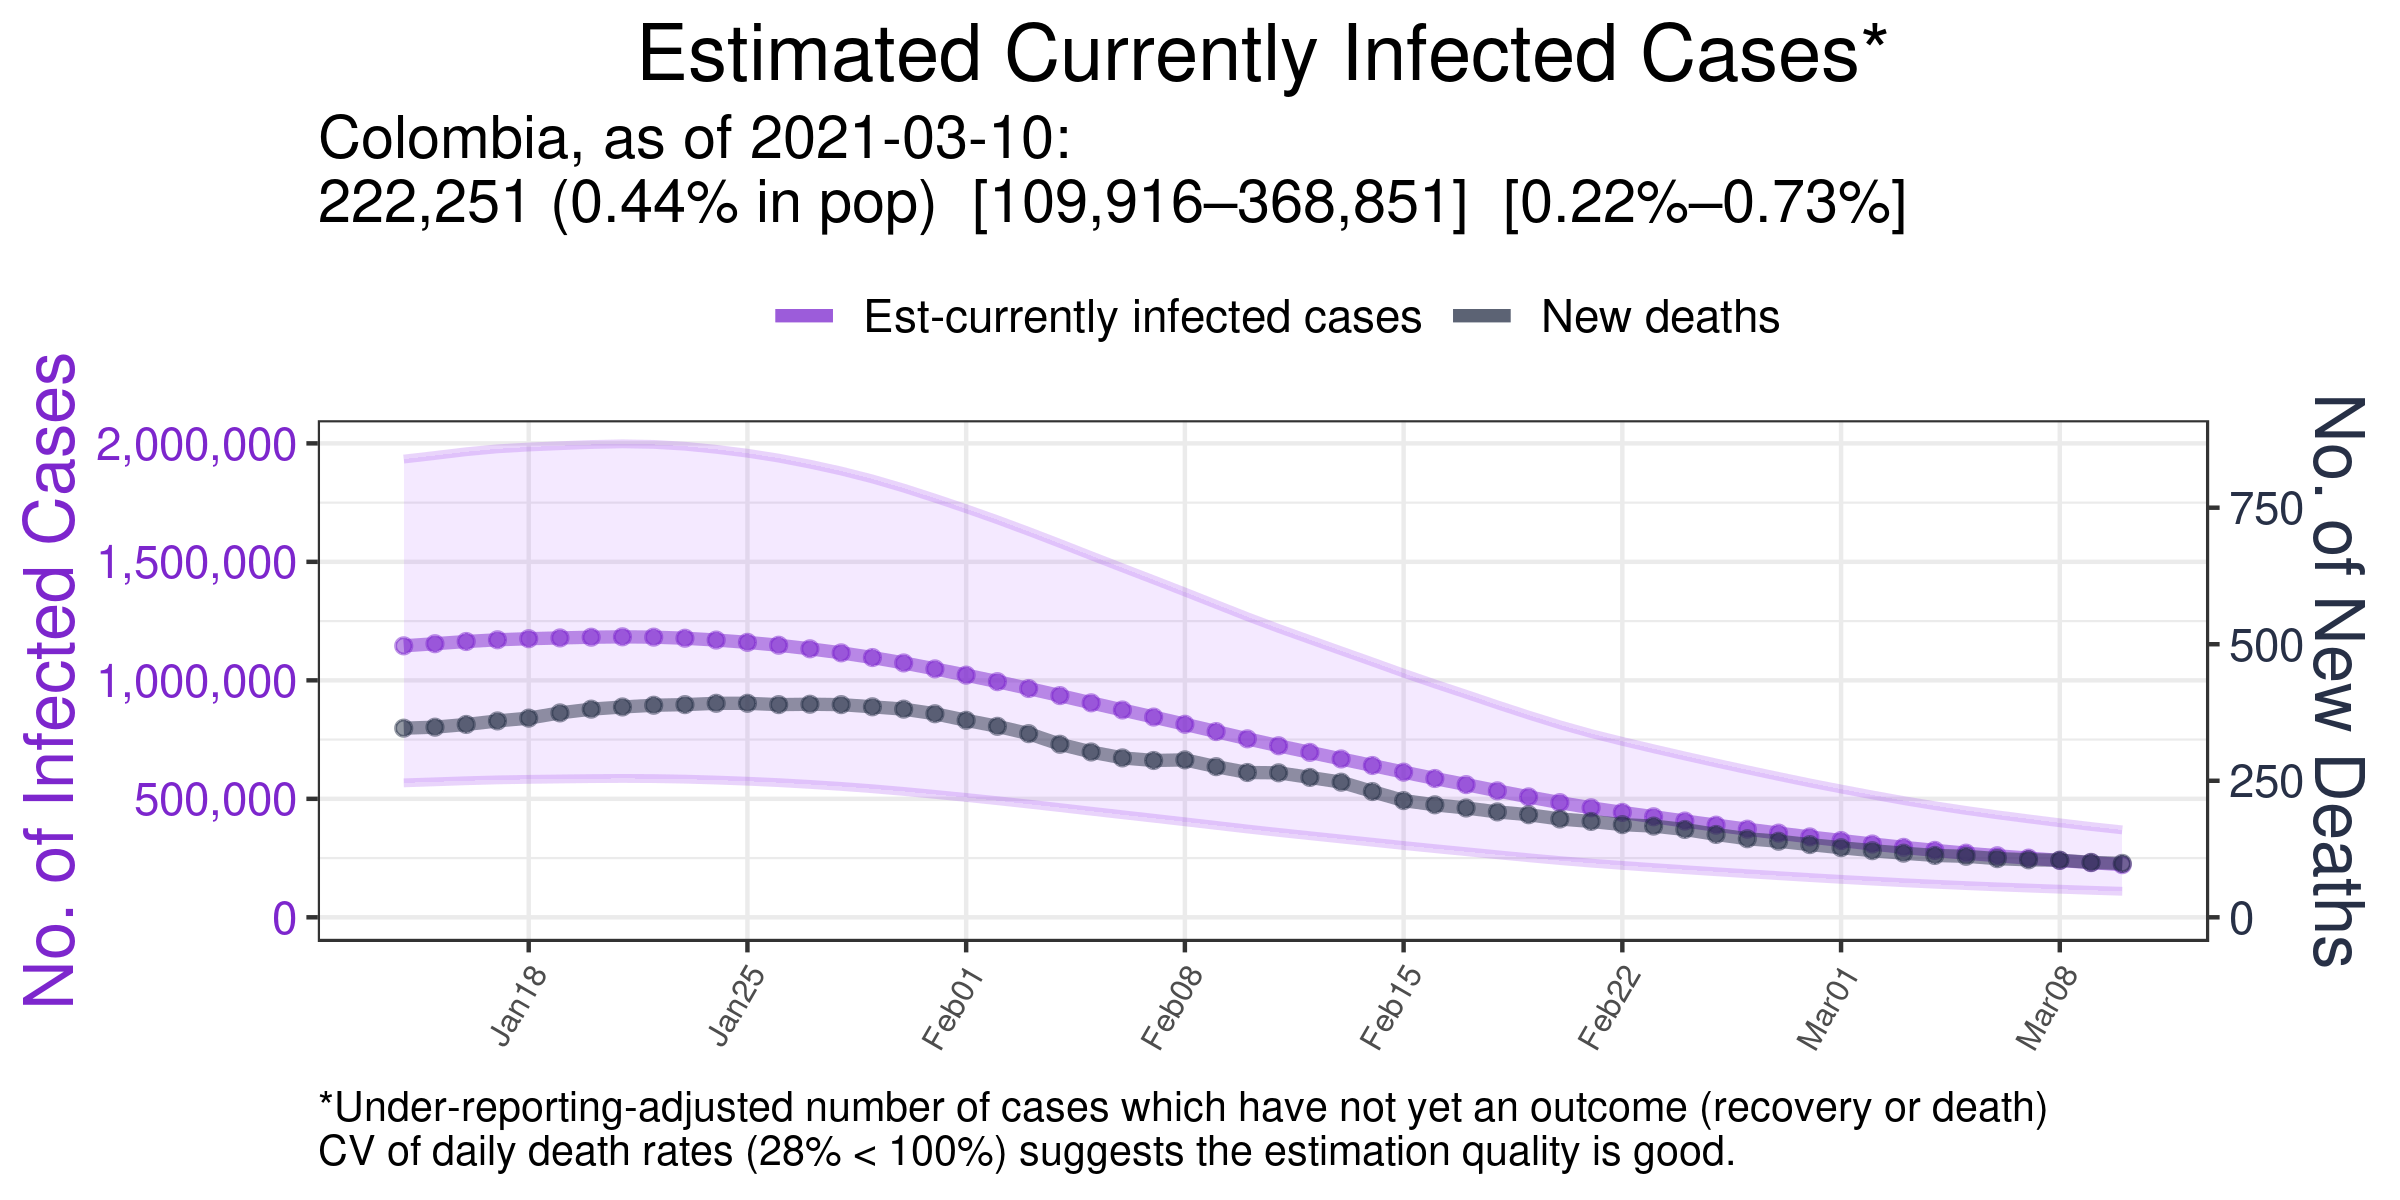 Estimated Currently Infected Cases*
Colombia, as of 2021-03-10:
222,251 (0.44% in pop)  [109,916–368,851]  [0.22%–0.73%]
Est-currently infected cases
New deaths
No. of Infected Cases
2,000,000
1,500,000
1,000,000
500,000
0
750
500
250
0
No. of New Deaths
Jan18
Jan25
Feb01
Feb08
Feb15
Feb22
Mar01
Mar08
*Under-reporting-adjusted number of cases which have not yet an outcome (recovery or death)
CV of daily death rates (28% < 100%) suggests the estimation quality is good.